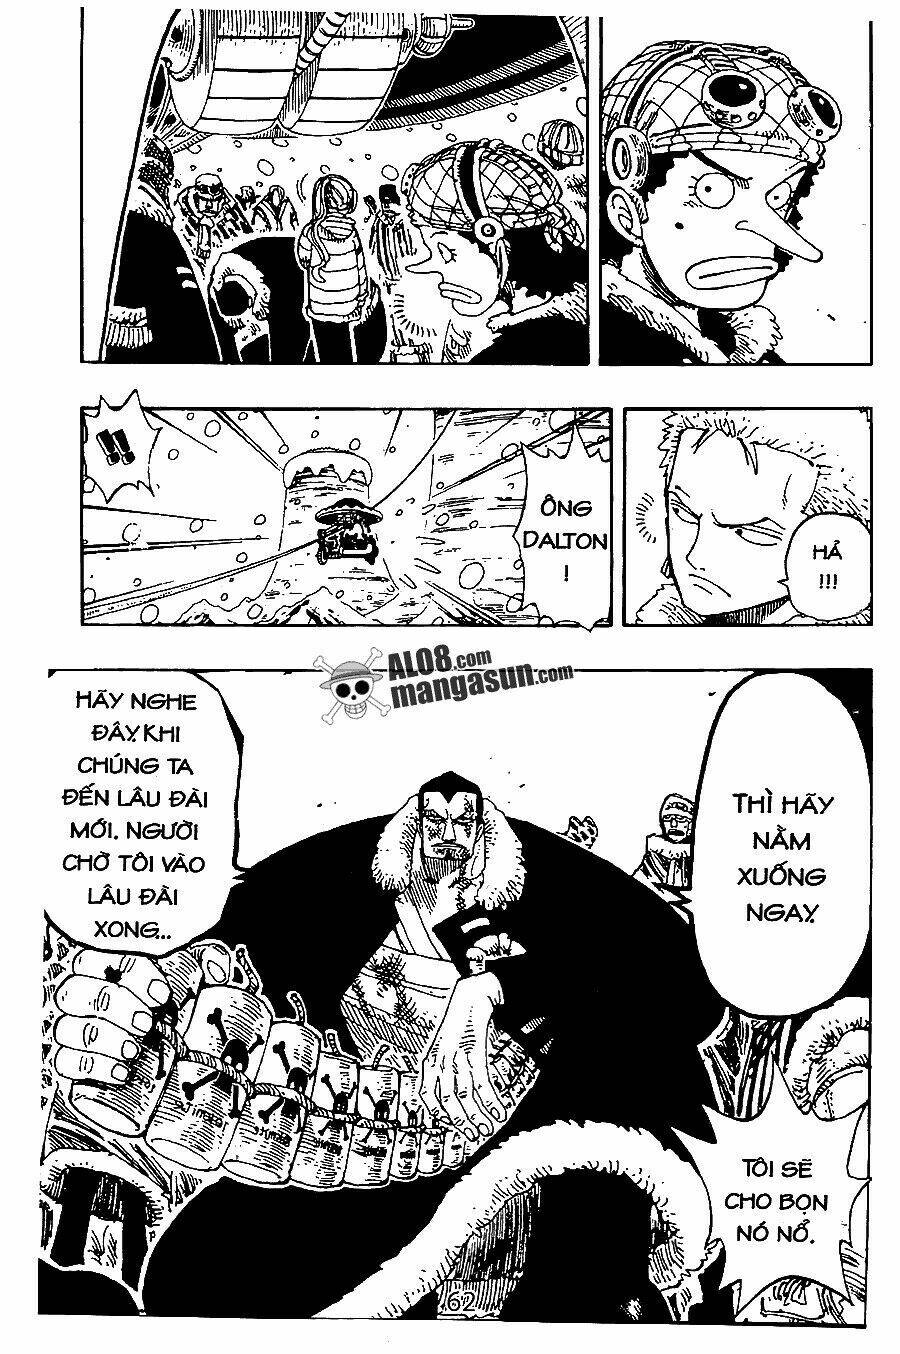 !!
ÔNG
DALTON
!
HẢ
!!!
AL08.com
mangasun.com
HÃY NGHE
ĐÂY. KHI
CHÚNG TA
ĐẾN LÂU ĐÀI
MỚI. NGƯỜI
CHỜ TÔI VÀO
LÂU ĐÀI
XONG...
THÌ HÃY
NẰM
XUỐNG
NGAY.
TÔI SẼ
CHO BỌN
NÓ NỔ.
62